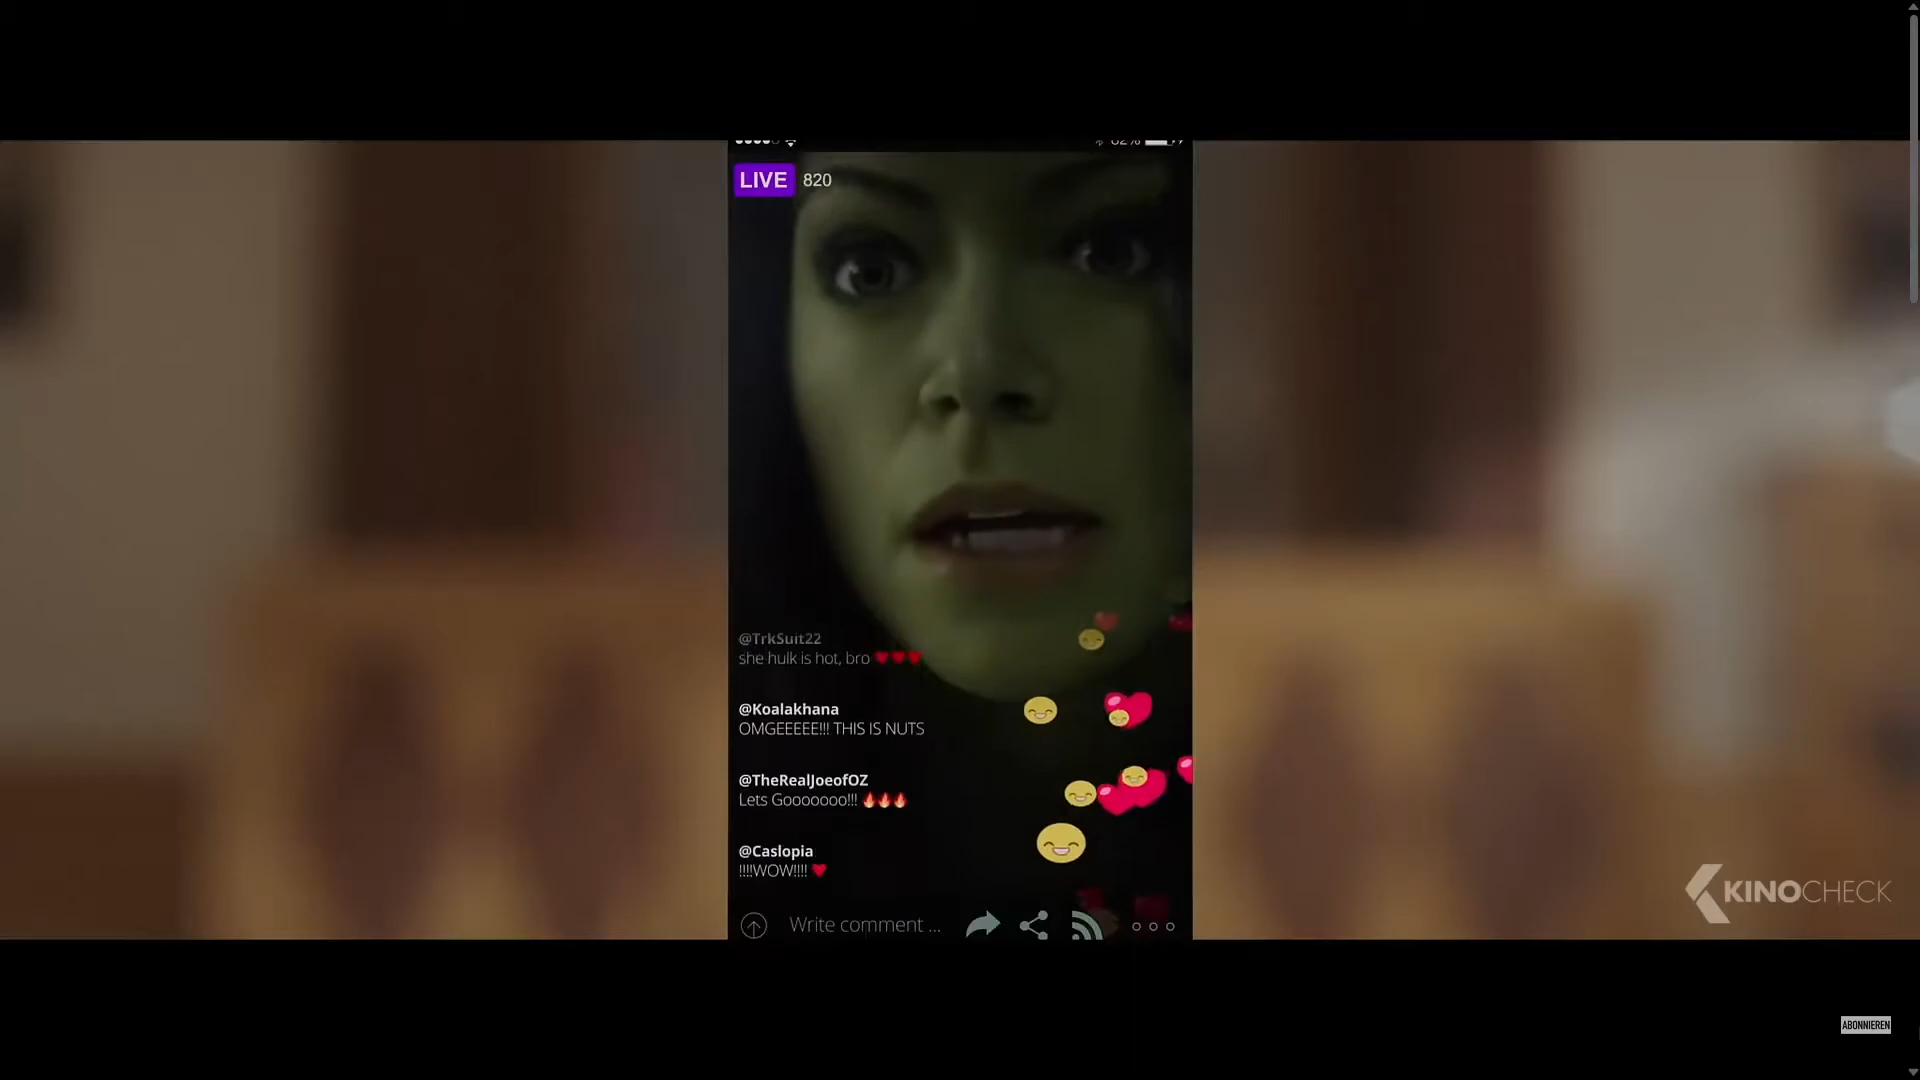 62%
LIVE 820
@TrkSuit22
she hulk is hot, bro ❤❤❤
@Koalakhana
OMGEEEEE!!! THIS IS NUTS
@TheRealJoeofOZ
Lets Gooooooo!!! 🔥🔥🔥
@Caslopia
!!!!WOW!!!! ❤
Write comment ...
KINOCHECK
ABONNIEREN